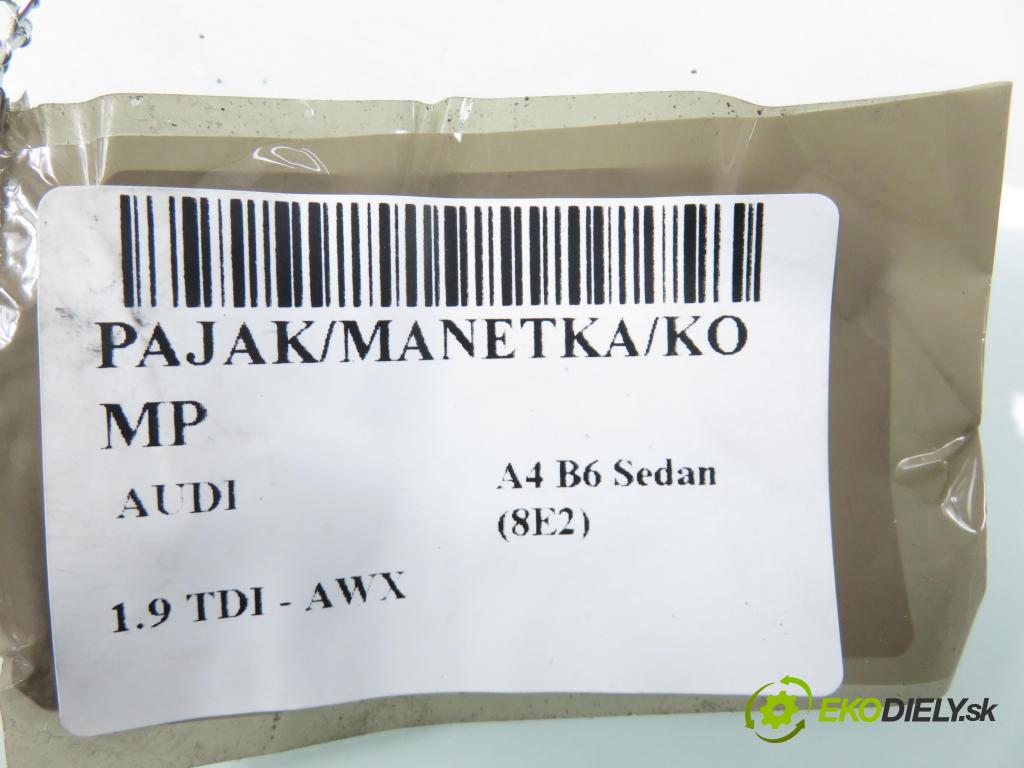 PAJAK/MANETKA/KO
MP
AUDI
A4 B6 Sedan
(8E2)
1.9 TDI - AWX
EKODIELY.sk